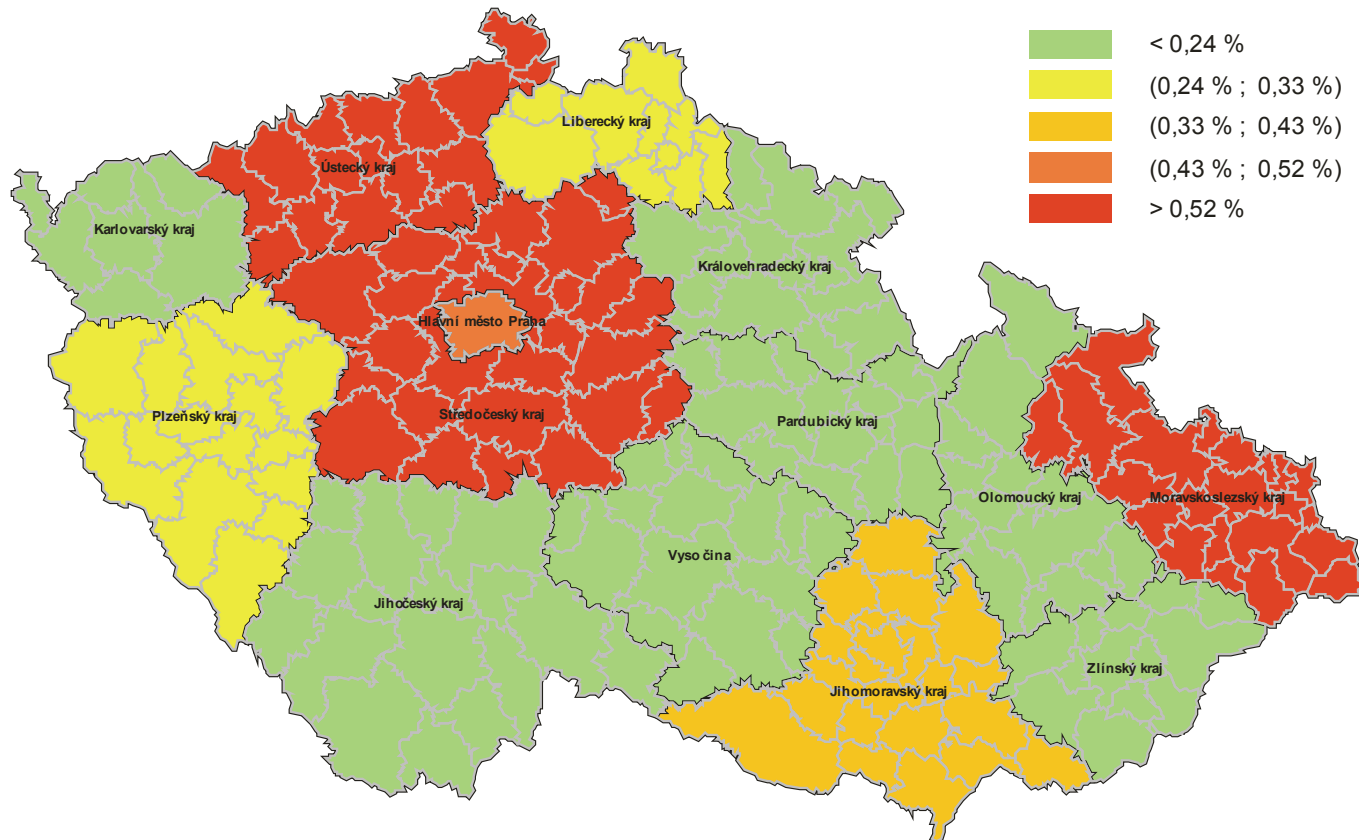 < 0,24 %
(0,24 % ; 0,33 %)
(0,33 % ; 0,43 %)
(0,43 % ; 0,52 %)
> 0,52 %
Liberecký kraj
Ústecký kraj
Karlovarský kraj
Královehradecký kraj
Hlavní město Praha
Plzeňský kraj
Středočeský kraj
Pardubický kraj
Olomoucký kraj
Moravskoslezský kraj
Vysočina
Jihočeský kraj
Zlínský kraj
Jihomoravský kraj